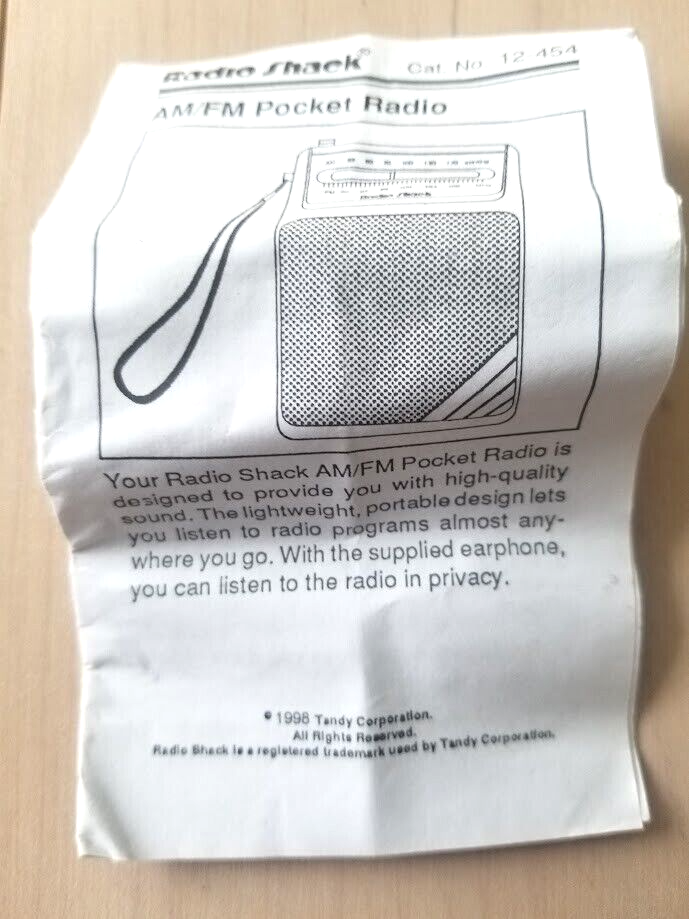 Radio Shack® Cat. No. 12-454
AM/FM Pocket Radio
Radio Shack
Your Radio Shack AM/FM Pocket Radio is
designed to provide you with high-quality
sound. The lightweight, portable design lets
you listen to radio programs almost any-
where you go. With the supplied earphone,
you can listen to the radio in privacy.
© 1998 Tandy Corporation.
All Rights Reserved.
Radio Shack is a registered trademark used by Tandy Corporation.